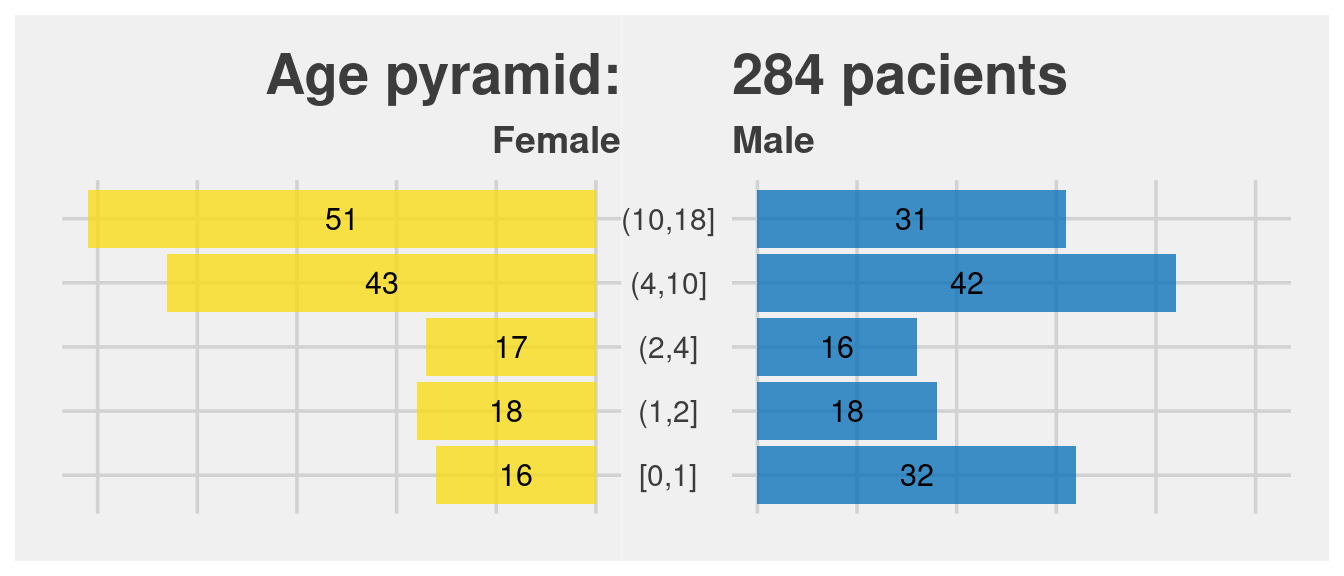 Age pyramid: 284 pacients
Female Male
51 (10,18] 31
43 (4,10] 42
17 (2,4] 16
18 (1,2] 18
16 [0,1] 32